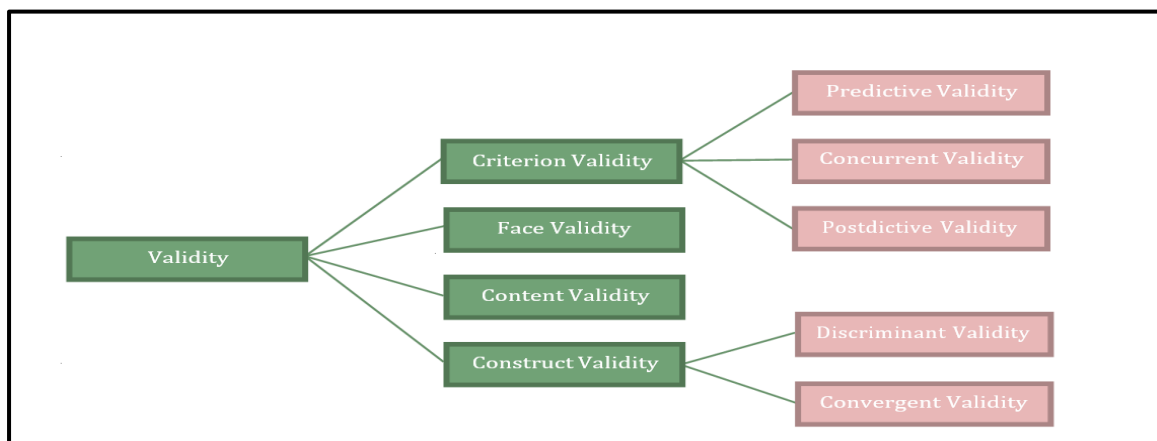 Validity
Criterion Validity
Face Validity
Content Validity
Construct Validity
Predictive Validity
Concurrent Validity
Postdictive Validity
Discriminant Validity
Convergent Validity